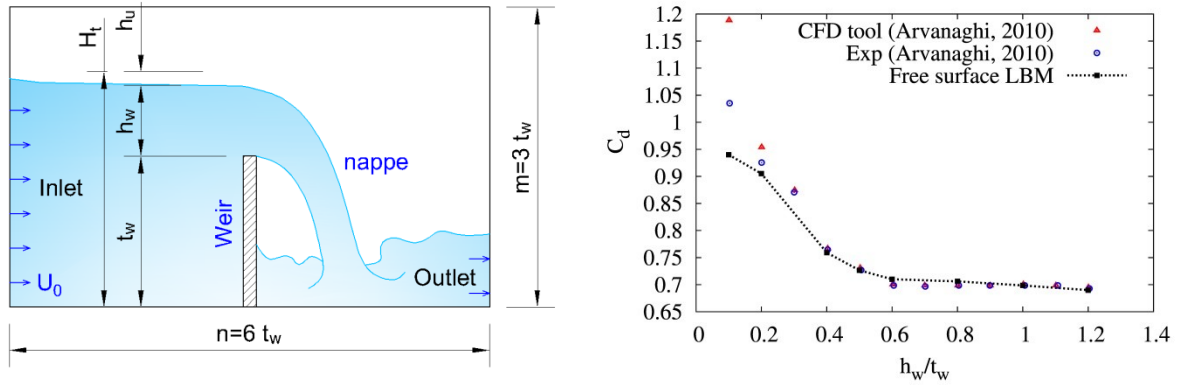 H_t
h_u
h_w
t_w
Inlet
U_0
Weir
nappe
Outlet
m=3 t_w
n=6 t_w
CFD tool (Arvanaghi, 2010)
Exp (Arvanaghi, 2010)
Free surface LBM
C_d
1.2
1.15
1.1
1.05
1
0.95
0.9
0.85
0.8
0.75
0.7
0.65
0 0.2 0.4 0.6 0.8 1 1.2 1.4
h_w/t_w